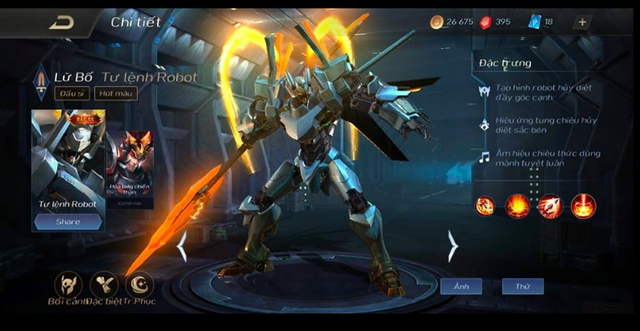 Chi tiết
26 675
395
18
Lữ Bố Tư lệnh Robot
Đấu sĩ
Hút máu
Tư lệnh Robot
Share
Đặc trưng
Tạo hình robot hủy diệt
đầy góc cạnh
Hiệu ứng tung chiêu hủy
diệt sắc bén
Âm hiệu chiêu thức dũng
mãnh tuyệt luân
Bối cảnh
Đặc biệt
Tr.Phục
Ảnh
Thử